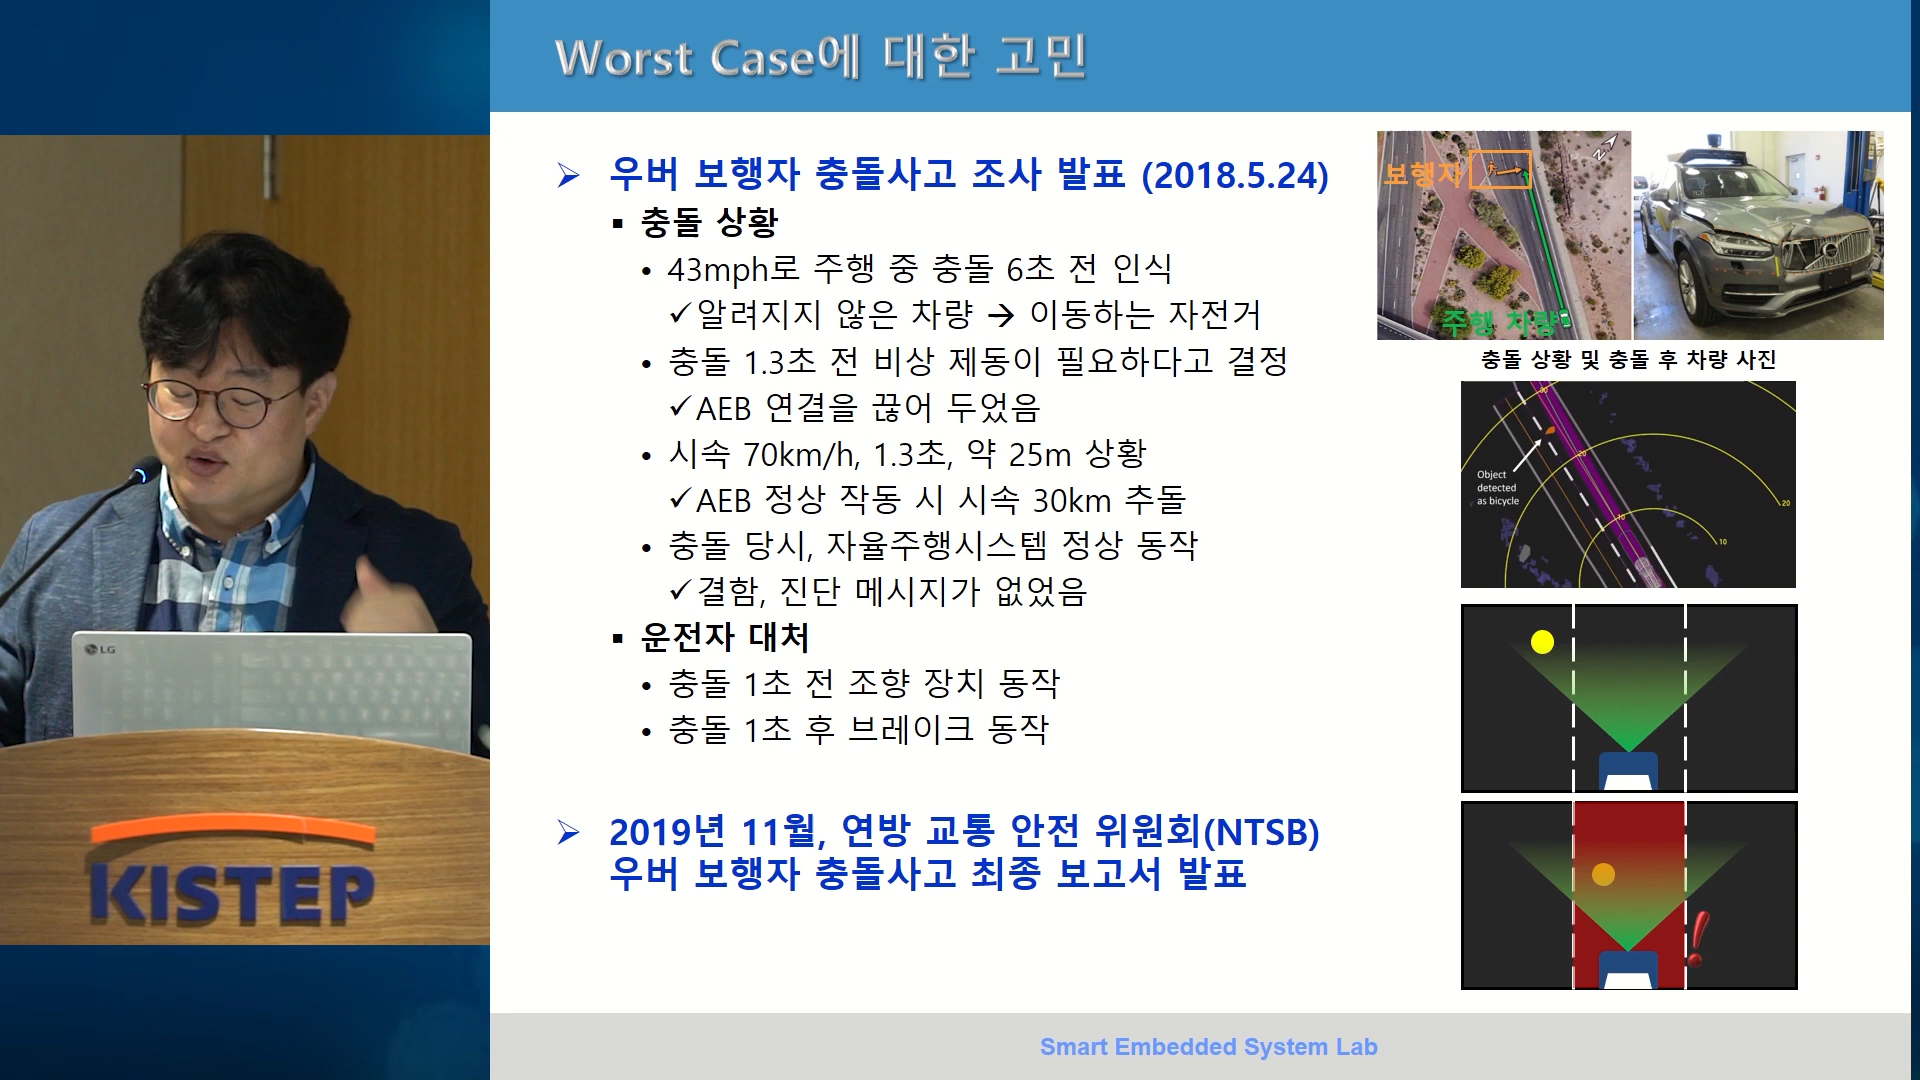 Worst Case에 대한 고민
➢ 우버 보행자 충돌사고 조사 발표 (2018.5.24)
▪ 충돌 상황
• 43mph로 주행 중 충돌 6초 전 인식
✓알려지지 않은 차량 → 이동하는 자전거
• 충돌 1.3초 전 비상 제동이 필요하다고 결정
✓AEB 연결을 끊어 두었음
• 시속 70km/h, 1.3초, 약 25m 상황
✓AEB 정상 작동 시 시속 30km 추돌
• 충돌 당시, 자율주행시스템 정상 동작
✓결함, 진단 메시지가 없었음
▪ 운전자 대처
• 충돌 1초 전 조향 장치 동작
• 충돌 1초 후 브레이크 동작
➢ 2019년 11월, 연방 교통 안전 위원회(NTSB)
우버 보행자 충돌사고 최종 보고서 발표
보행자
N
주행 차량
충돌 상황 및 충돌 후 차량 사진
Object
detected
as bicycle
30
20
20
10
10
!
LG
KISTEP
Smart Embedded System Lab